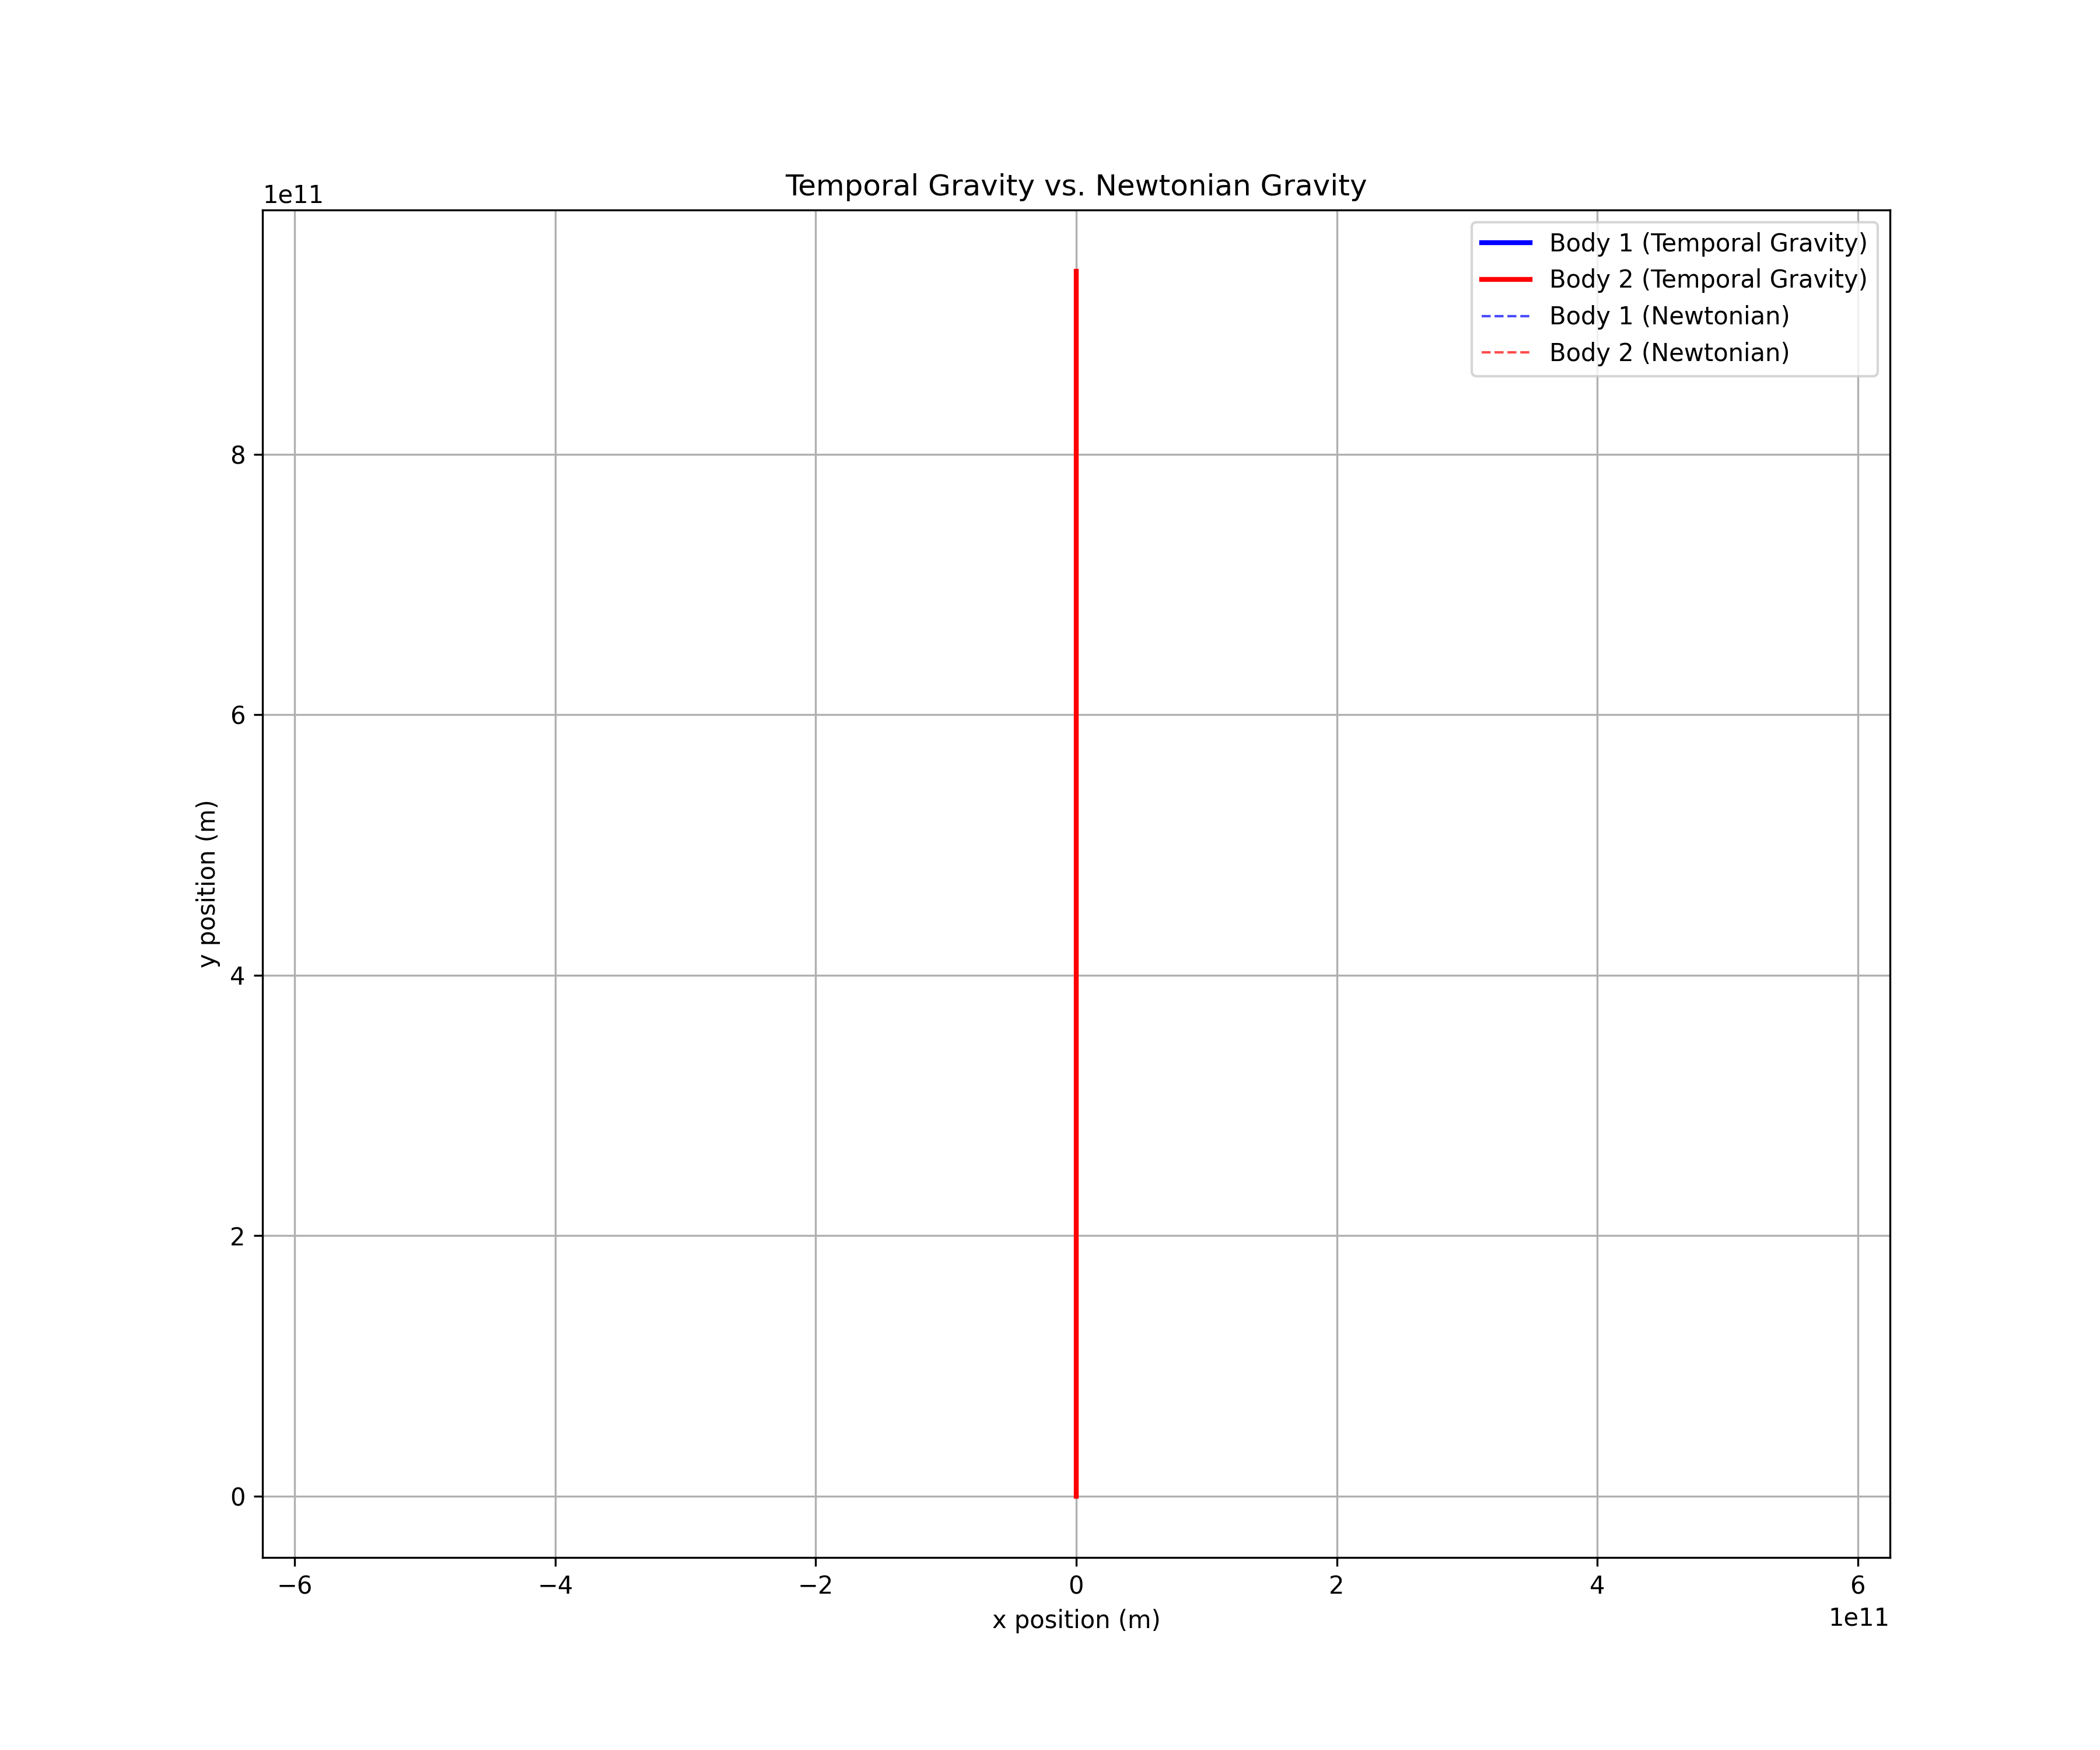 Temporal Gravity vs. Newtonian Gravity
1e11
Body 1 (Temporal Gravity)
Body 2 (Temporal Gravity)
Body 1 (Newtonian)
Body 2 (Newtonian)
8
6
4
2
0
y position (m)
−6 −4 −2 0 2 4 6
x position (m)
1e11